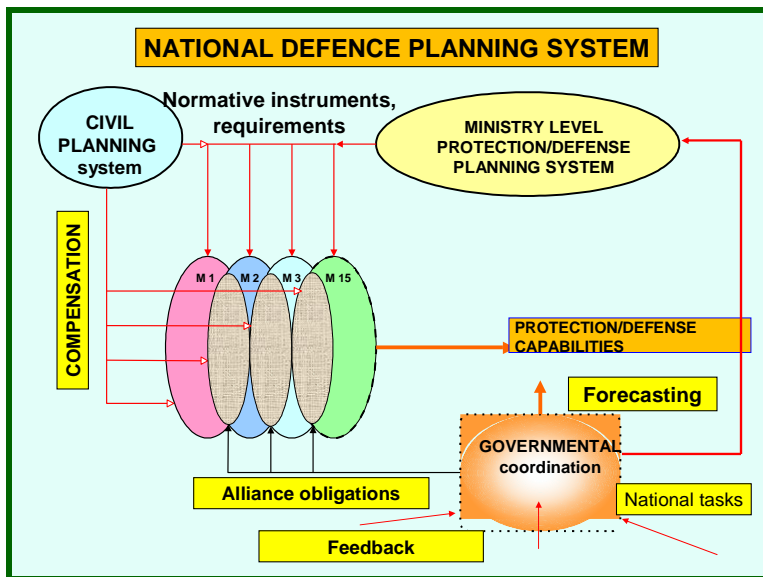 NATIONAL DEFENCE PLANNING SYSTEM
Normative instruments,
requirements
CIVIL
PLANNING
system
MINISTRY LEVEL
PROTECTION/DEFENSE
PLANNING SYSTEM
COMPENSATION
M 1
M 2
M 3
M 15
PROTECTION/DEFENSE
CAPABILITIES
Forecasting
GOVERNMENTAL
coordination
Alliance obligations
National tasks
Feedback